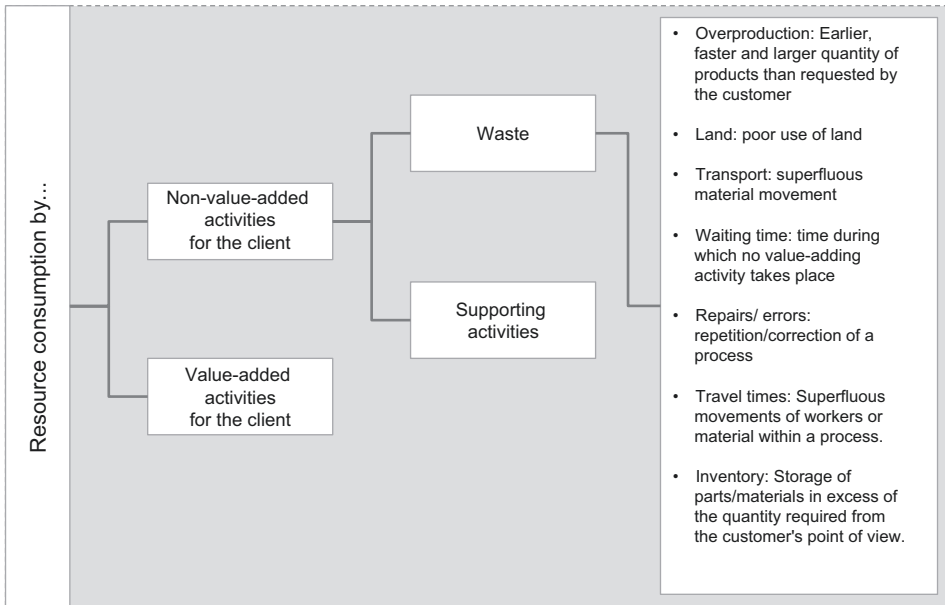 Resource consumption by…
Non-value-added
activities
for the client
Value-added
activities
for the client
Waste
Supporting
activities
• Overproduction: Earlier,
faster and larger quantity of
products than requested by
the customer
• Land: poor use of land
• Transport: superfluous
material movement
• Waiting time: time during
which no value-adding
activity takes place
• Repairs/ errors:
repetition/correction of a
process
• Travel times: Superfluous
movements of workers or
material within a process.
• Inventory: Storage of
parts/materials in excess of
the quantity required from
the customer's point of view.